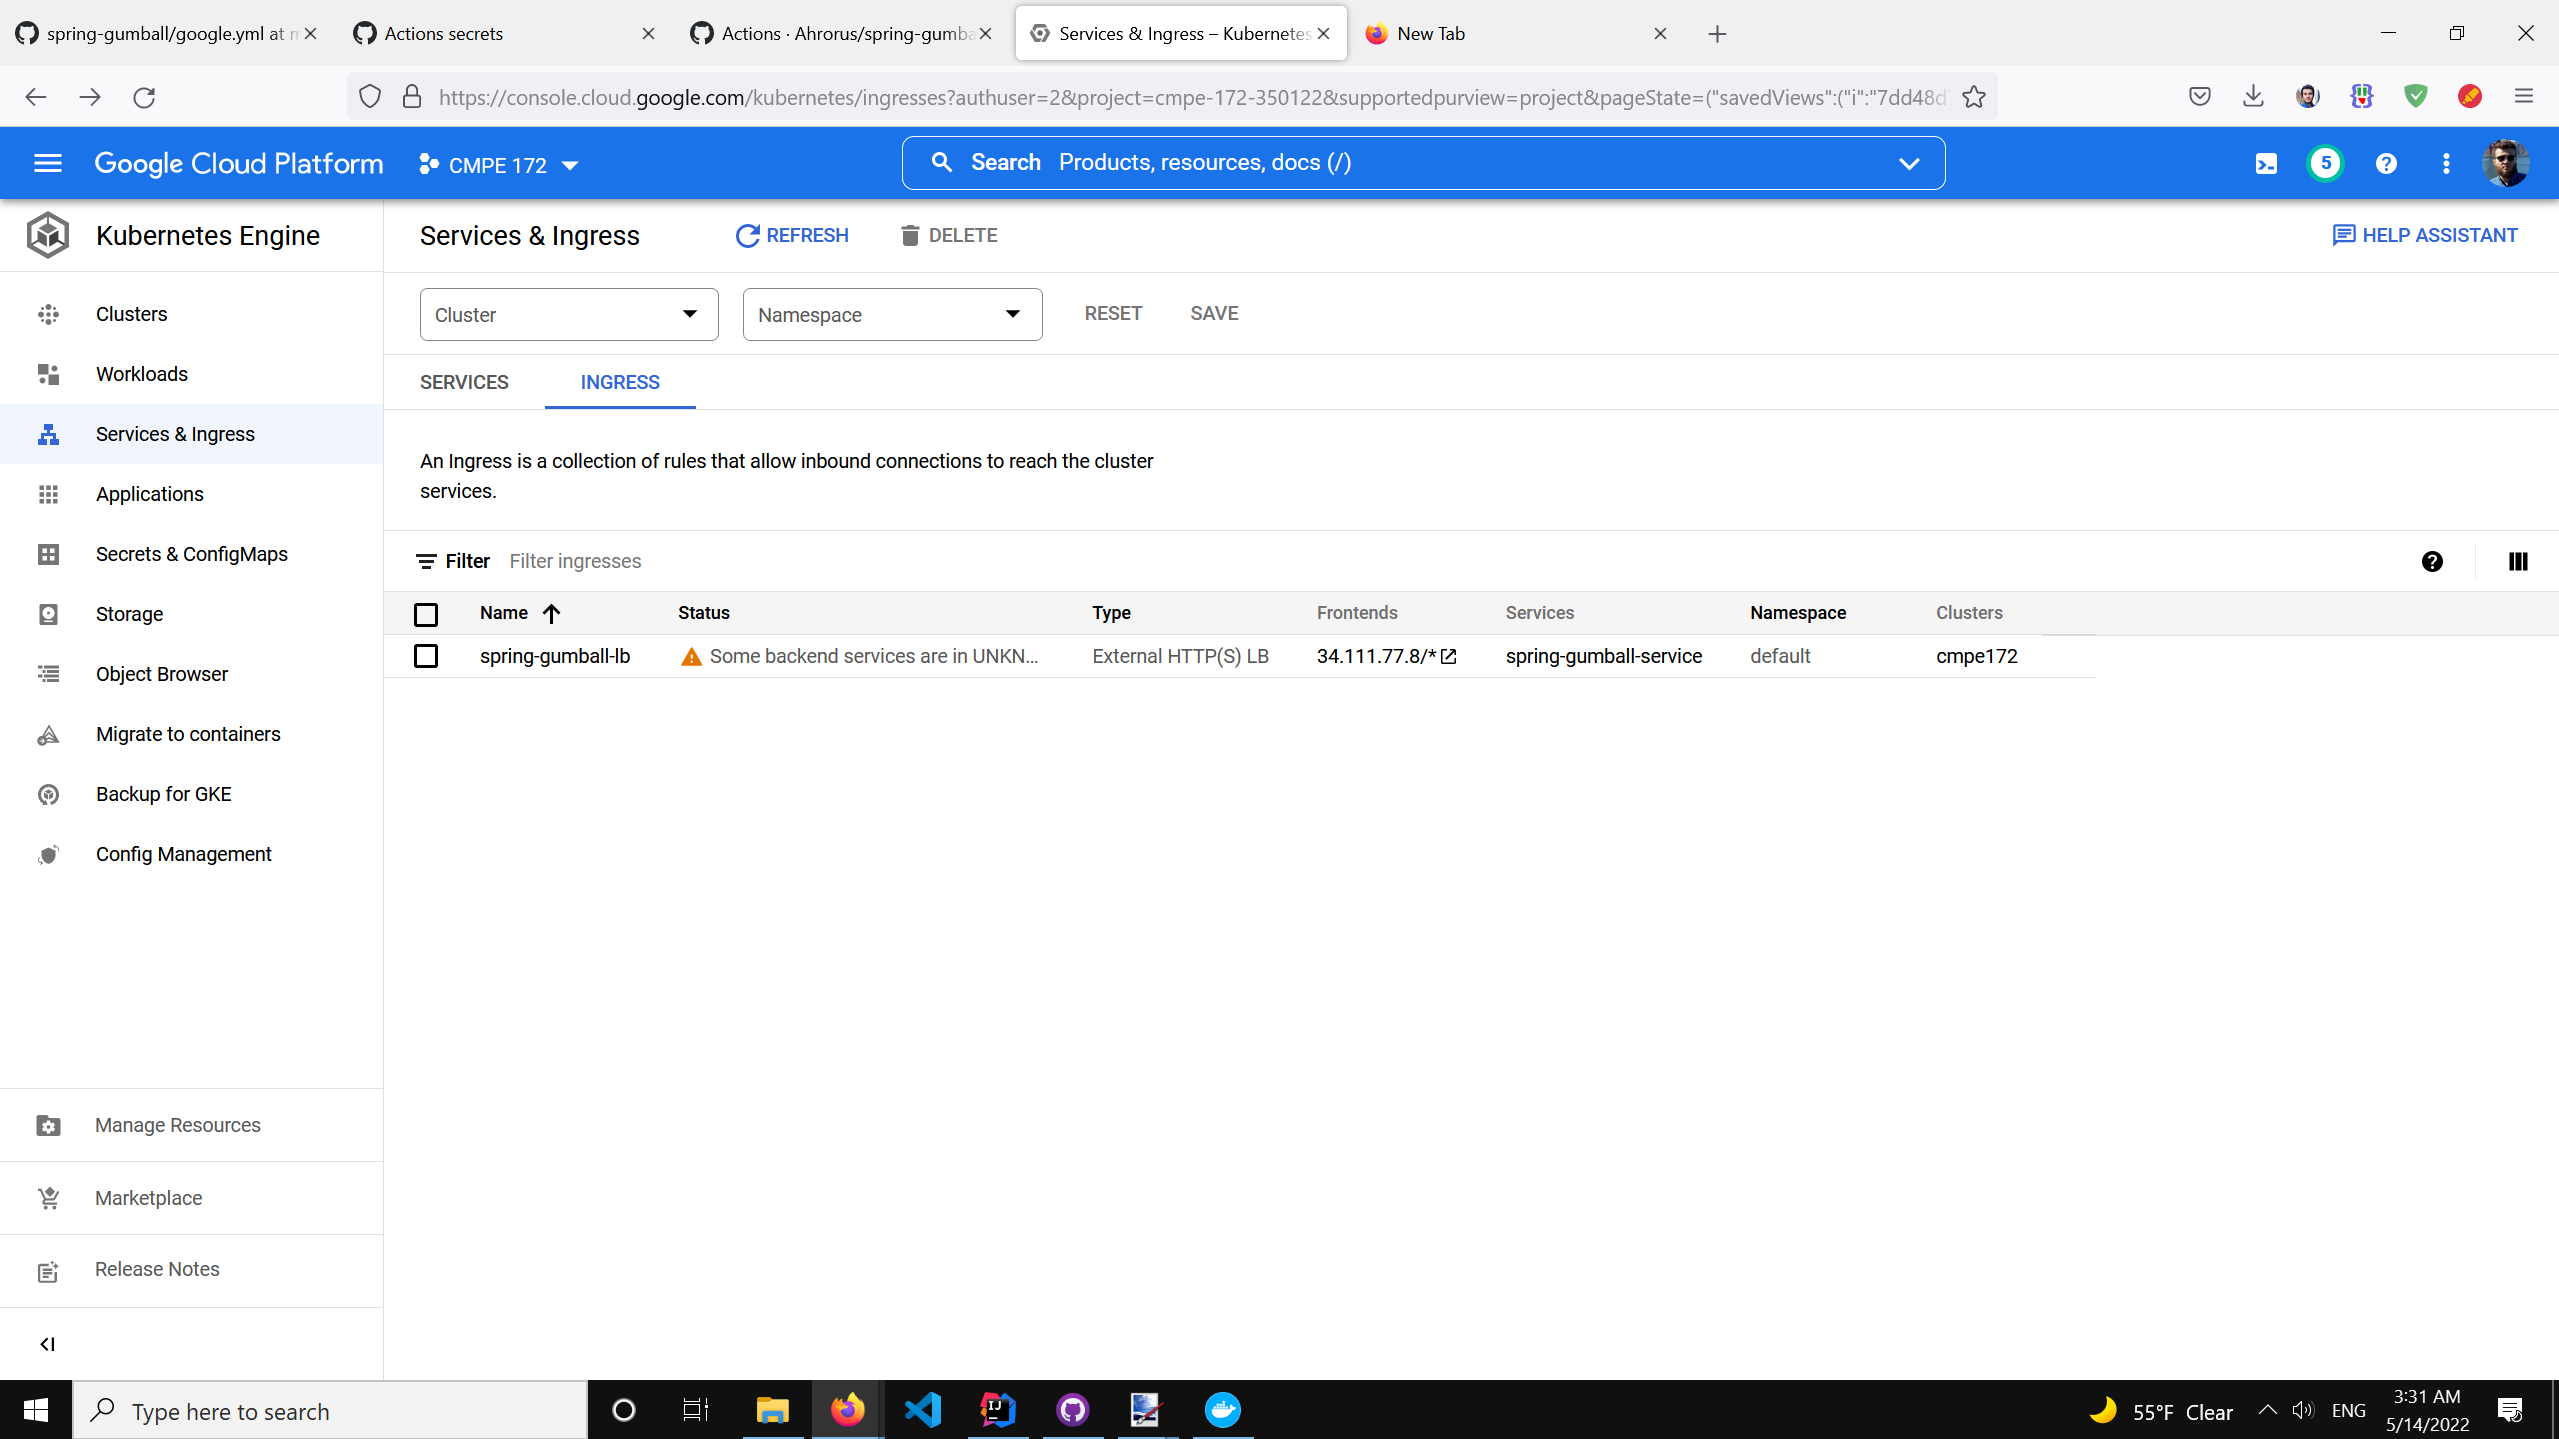 spring-gumball/google.yml at m
Actions secrets
Actions · Ahrorus/spring-gumba
Services & Ingress – Kubernetes
New Tab
https://console.cloud.google.com/kubernetes/ingresses?authuser=2&project=cmpe-172-350122&supportedpurview=project&pageState=("savedViews":("i":"7dd48d
Google Cloud Platform
CMPE 172
Search Products, resources, docs (/)
5
Kubernetes Engine
Services & Ingress
REFRESH
DELETE
HELP ASSISTANT
Clusters
Workloads
Services & Ingress
Applications
Secrets & ConfigMaps
Storage
Object Browser
Migrate to containers
Backup for GKE
Config Management
Manage Resources
Marketplace
Release Notes
Cluster
Namespace
RESET
SAVE
SERVICES
INGRESS
An Ingress is a collection of rules that allow inbound connections to reach the cluster
services.
Filter Filter ingresses
Name Status Type Frontends Services Namespace Clusters
spring-gumball-lb Some backend services are in UNKN... External HTTP(S) LB 34.111.77.8/* spring-gumball-service default cmpe172
Type here to search
IJ
55°F Clear
ENG
3:31 AM
5/14/2022